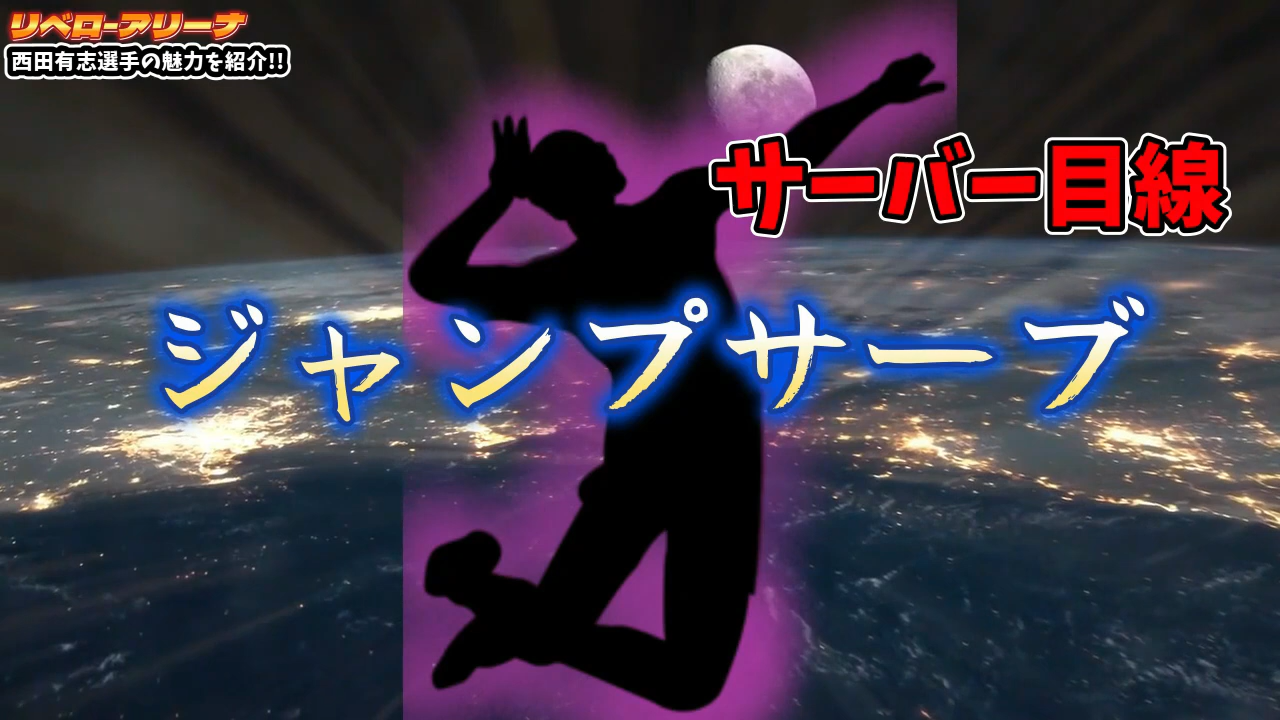 リベローアリーナ
西田有志選手の魅力を紹介!!
サーバー目線
ジャンプサーブ